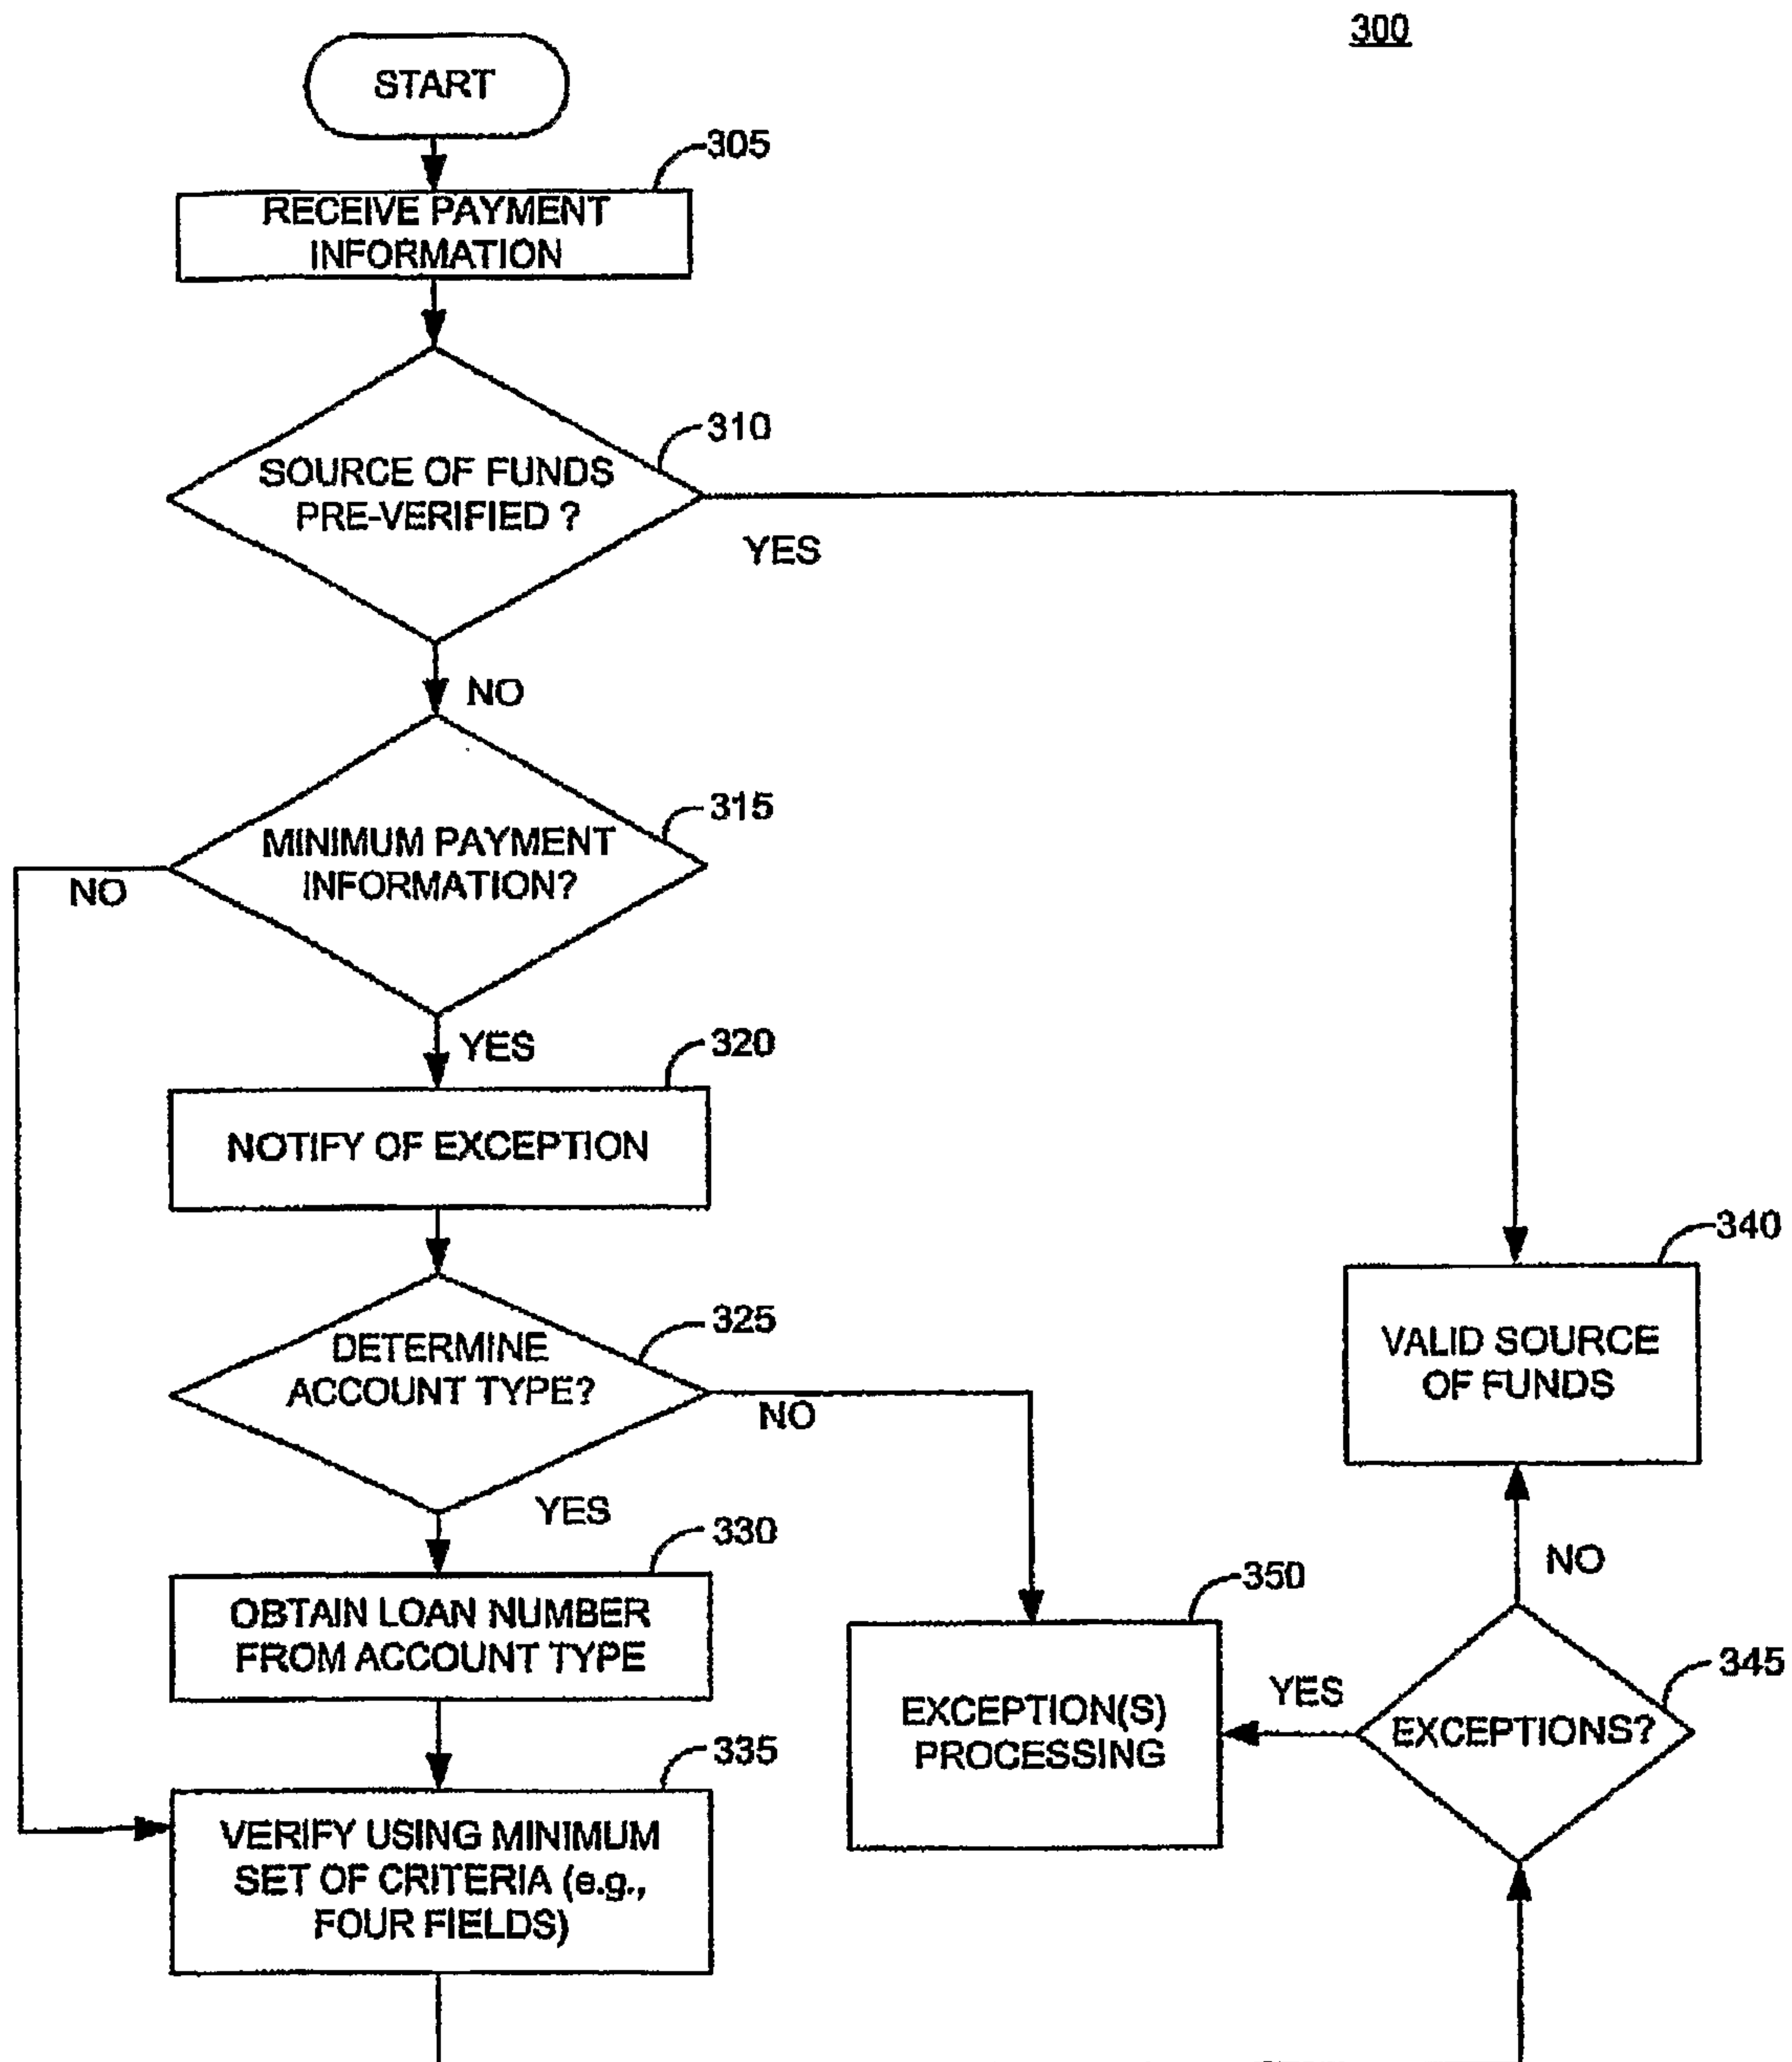 300
START
305
RECEIVE PAYMENT
INFORMATION
310
SOURCE OF FUNDS
PRE-VERIFIED ?
YES
NO
315
MINIMUM PAYMENT
INFORMATION?
NO
YES
320
NOTIFY OF EXCEPTION
325
DETERMINE
ACCOUNT TYPE?
NO
YES
330
OBTAIN LOAN NUMBER
FROM ACCOUNT TYPE
335
VERIFY USING MINIMUM
SET OF CRITERIA (e.g.,
FOUR FIELDS)
340
VALID SOURCE
OF FUNDS
NO
345
EXCEPTIONS?
YES
350
EXCEPTION(S)
PROCESSING